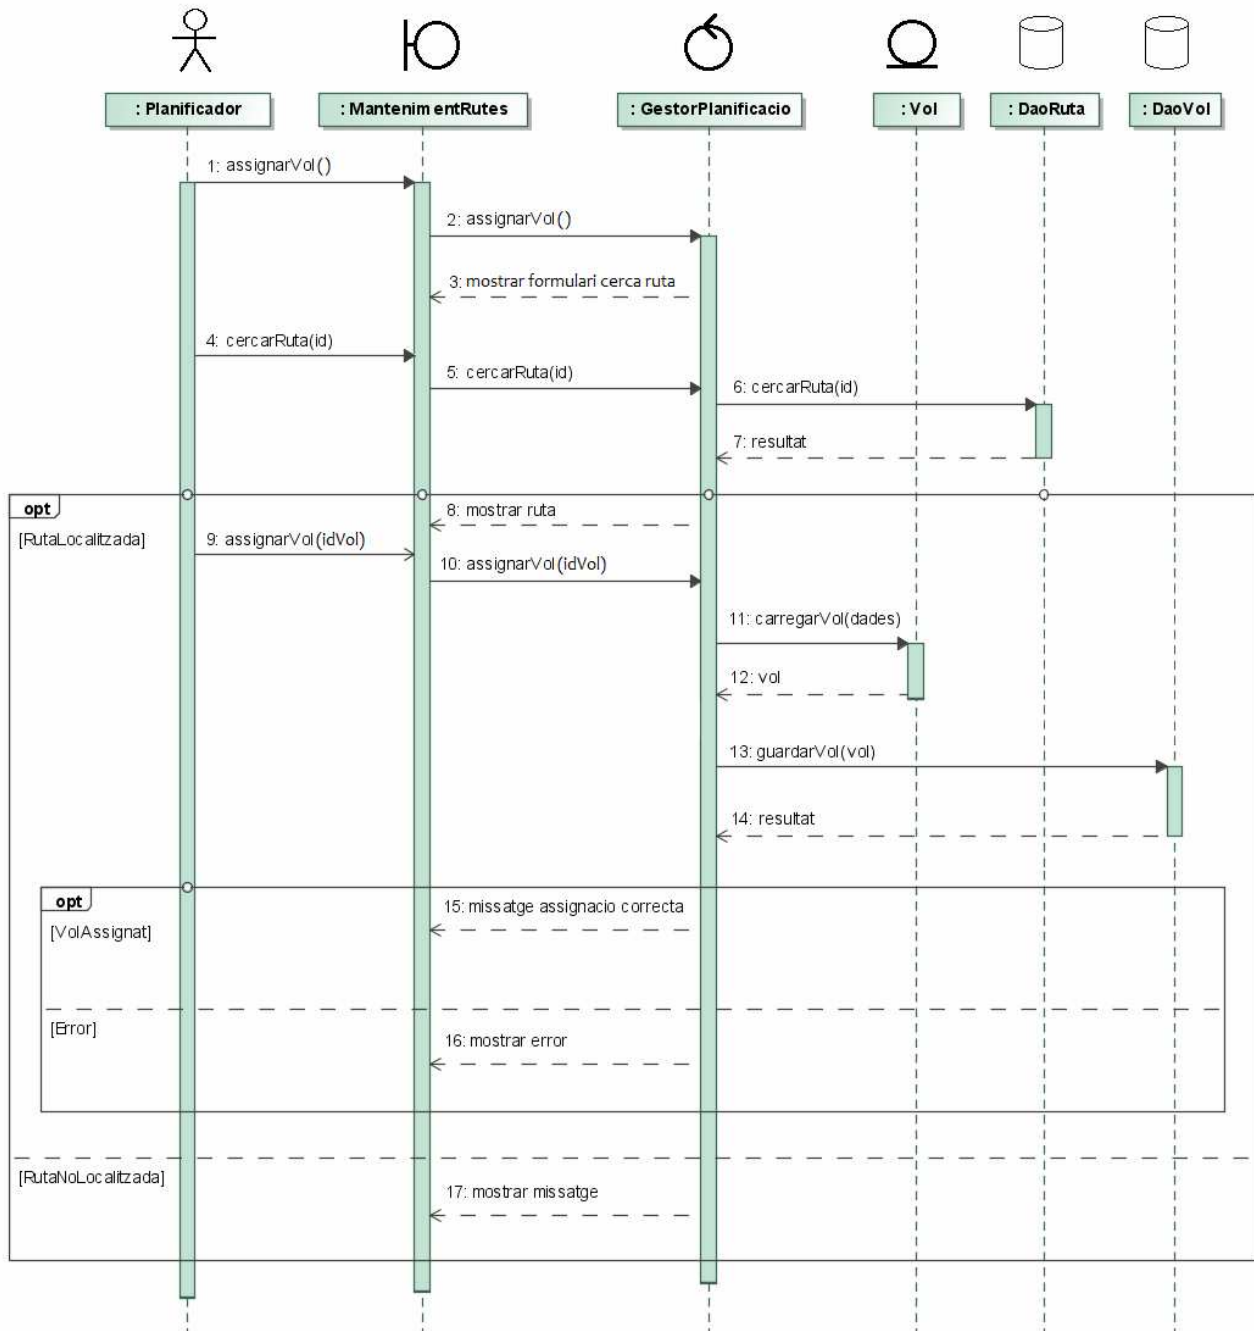 : Planificador
: MantenimentRutes
: GestorPlanificacio
: Vol
: DaoRuta
: DaoVol
1: assignarVol()
2: assignarVol()
3: mostrar formulari cerca ruta
4: cercarRuta(id)
5: cercarRuta(id)
6: cercarRuta(id)
7: resultat
opt
[RutaLocalitzada]
8: mostrar ruta
9: assignarVol(idVol)
10: assignarVol(idVol)
11: carregarVol(dades)
12: vol
13: guardarVol(vol)
14: resultat
opt
[VolAssignat]
15: missatge assignacio correcta
[Error]
16: mostrar error
[RutaNoLocalitzada]
17: mostrar missatge